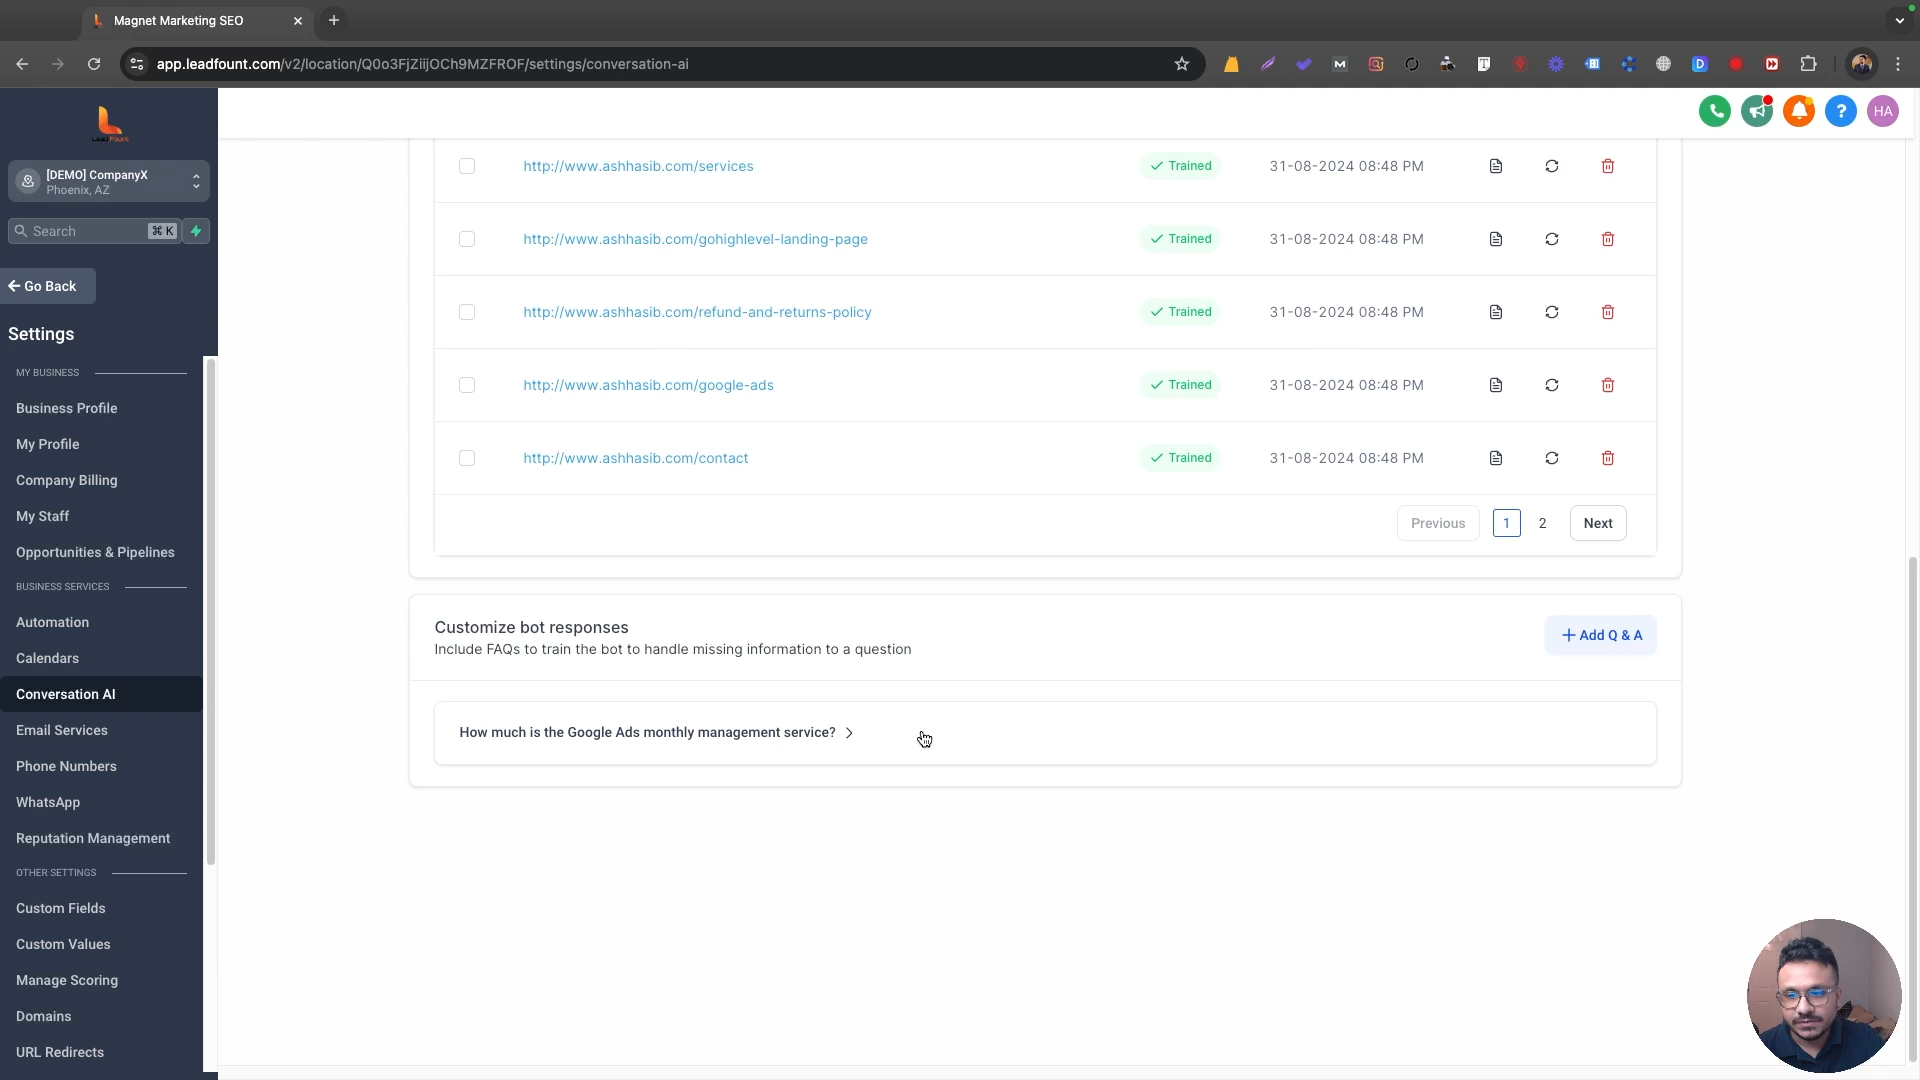 Magnet Marketing SEO
app.leadfount.com/v2/location/Q0o3FjZiijOCh9MZFROF/settings/conversation-ai
HA
[DEMO] CompanyX
Phoenix, AZ
Search
⌘ K
Go Back
Settings
MY BUSINESS
Business Profile
My Profile
Company Billing
My Staff
Opportunities & Pipelines
BUSINESS SERVICES
Automation
Calendars
Conversation AI
Email Services
Phone Numbers
WhatsApp
Reputation Management
OTHER SETTINGS
Custom Fields
Custom Values
Manage Scoring
Domains
URL Redirects
http://www.ashhasib.com/services Trained 31-08-2024 08:48 PM
http://www.ashhasib.com/gohighlevel-landing-page Trained 31-08-2024 08:48 PM
http://www.ashhasib.com/refund-and-returns-policy Trained 31-08-2024 08:48 PM
http://www.ashhasib.com/google-ads Trained 31-08-2024 08:48 PM
http://www.ashhasib.com/contact Trained 31-08-2024 08:48 PM
Previous 1 2 Next
Customize bot responses
Include FAQs to train the bot to handle missing information to a question
+ Add Q & A
How much is the Google Ads monthly management service?